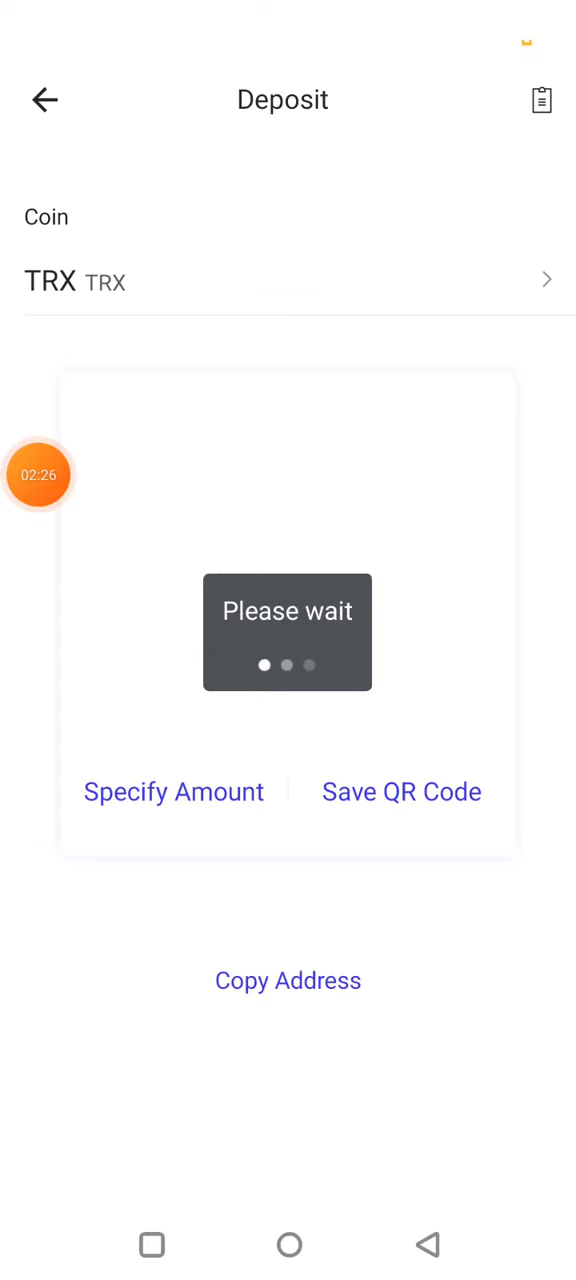 Deposit
Coin
TRX TRX
02:26
Please wait
Specify Amount
Save QR Code
Copy Address